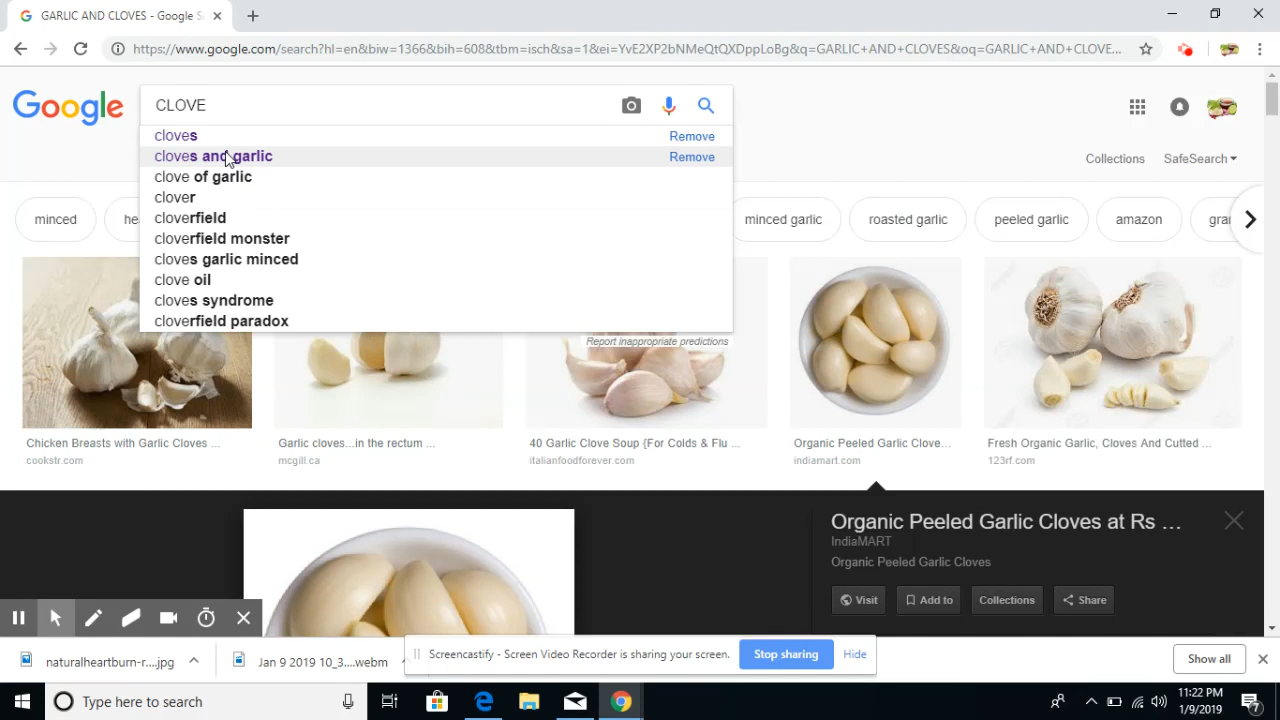 GARLIC AND CLOVES - Google S
https://www.google.com/search?hl=en&biw=1366&bih=608&tbm=isch&sa=1&ei=YvE2XP2bNMeQtQXDppLoBg&q=GARLIC+AND+CLOVES&oq=GARLIC+AND+CLOVE...
Google
CLOVE
cloves Remove
cloves and garlic Remove
clove of garlic
clover
cloverfield
cloverfield monster
cloves garlic minced
clove oil
cloves syndrome
cloverfield paradox
Report inappropriate predictions
Collections SafeSearch
minced he minced garlic roasted garlic peeled garlic amazon gra
Chicken Breasts with Garlic Cloves ...
cookstr.com
Garlic cloves...in the rectum ...
mcgill.ca
40 Garlic Clove Soup {For Colds & Flu ...
italianfoodforever.com
Organic Peeled Garlic Clove...
indiamart.com
Fresh Organic Garlic, Cloves And Cutted ...
123rf.com
Organic Peeled Garlic Cloves at Rs ...
IndiaMART
Organic Peeled Garlic Cloves
Visit Add to Collections Share
naturalheartburn-r....jpg
Jan 9 2019 10_3....webm
Screencastify - Screen Video Recorder is sharing your screen. Stop sharing Hide
Show all
Type here to search
11:22 PM
1/9/2019
7